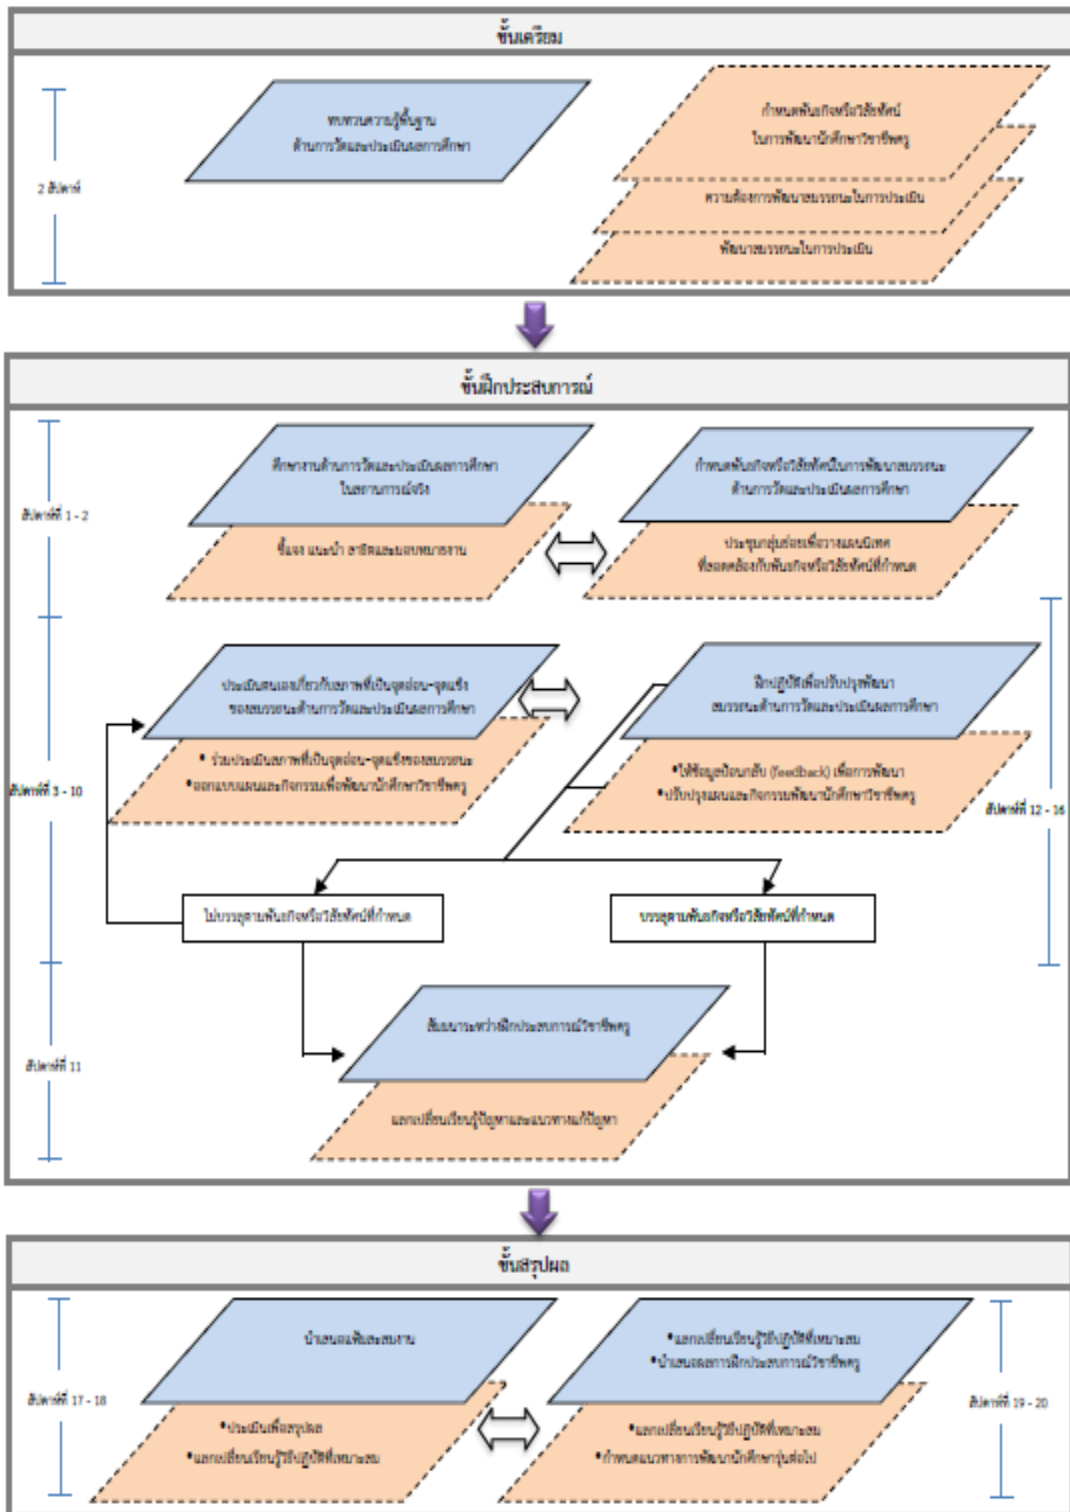 ขั้นเตรียม
2 สัปดาห์
ทบทวนความรู้พื้นฐาน
ด้านการวัดและประเมินผลการศึกษา
กำหนดพันธกิจหรือวิสัยทัศน์
ในการพัฒนานักศึกษาวิชาชีพครู
ความต้องการพัฒนาสมรรถนะในการประเมิน
พัฒนาสมรรถนะในการประเมิน
ขั้นฝึกประสบการณ์
สัปดาห์ที่ 1 - 2
ศึกษางานด้านการวัดและประเมินผลการศึกษา
ในสถานการณ์จริง
ชี้แจง แนะนำ สาธิตและมอบหมายงาน
กำหนดพันธกิจหรือวิสัยทัศน์ในการพัฒนาสมรรถนะ
ด้านการวัดและประเมินผลการศึกษา
ประชุมกลุ่มย่อยเพื่อวางแผนนิเทศ
ที่สอดคล้องกับพันธกิจหรือวิสัยทัศน์ที่กำหนด
สัปดาห์ที่ 3 - 10
ประเมินตนเองเกี่ยวกับสภาพที่เป็นจุดอ่อน-จุดแข็ง
ของสมรรถนะด้านการวัดและประเมินผลการศึกษา
• ร่วมประเมินสภาพที่เป็นจุดอ่อน-จุดแข็งของสมรรถนะ
•ออกแบบแผนและกิจกรรมเพื่อพัฒนานักศึกษาวิชาชีพครู
ฝึกปฏิบัติเพื่อปรับปรุงพัฒนา
สมรรถนะด้านการวัดและประเมินผลการศึกษา
•ให้ข้อมูลป้อนกลับ (feedback) เพื่อการพัฒนา
•ปรับปรุงแผนและกิจกรรมพัฒนานักศึกษาวิชาชีพครู
สัปดาห์ที่ 12 - 16
ไม่บรรลุตามพันธกิจหรือวิสัยทัศน์ที่กำหนด
บรรลุตามพันธกิจหรือวิสัยทัศน์ที่กำหนด
สัปดาห์ที่ 11
สัมมนาระหว่างฝึกประสบการณ์วิชาชีพครู
แลกเปลี่ยนเรียนรู้ปัญหาและแนวทางแก้ปัญหา
ขั้นสรุปผล
สัปดาห์ที่ 17 - 18
นำเสนอแฟ้มสะสมงาน
•ประเมินเพื่อสรุปผล
•แลกเปลี่ยนเรียนรู้วิธีปฏิบัติที่เหมาะสม
•แลกเปลี่ยนเรียนรู้วิธีปฏิบัติที่เหมาะสม
•นำเสนอผลการฝึกประสบการณ์วิชาชีพครู
•แลกเปลี่ยนเรียนรู้วิธีปฏิบัติที่เหมาะสม
•กำหนดแนวทางการพัฒนานักศึกษารุ่นต่อไป
สัปดาห์ที่ 19 - 20